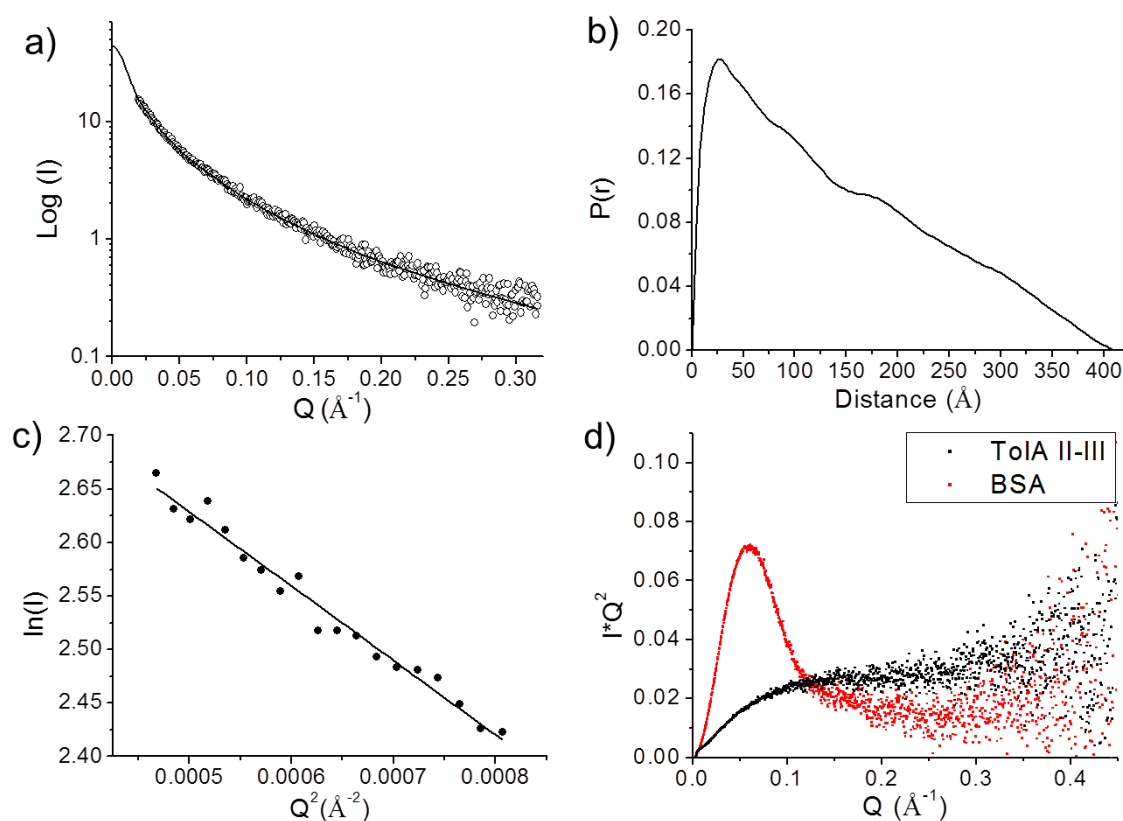 a)
Log (I)
10
1
0.1
0.00 0.05 0.10 0.15 0.20 0.25 0.30
Q (Å⁻¹)
b)
P(r)
0.20
0.16
0.12
0.08
0.04
0.00
0 50 100 150 200 250 300 350 400
Distance (Å)
c)
ln(I)
2.70
2.65
2.60
2.55
2.50
2.45
2.40
0.0005 0.0006 0.0007 0.0008
Q²(Å⁻²)
d)
TolA II-III
BSA
I*Q²
0.10
0.08
0.06
0.04
0.02
0.00
0.0 0.1 0.2 0.3 0.4
Q (Å⁻¹)